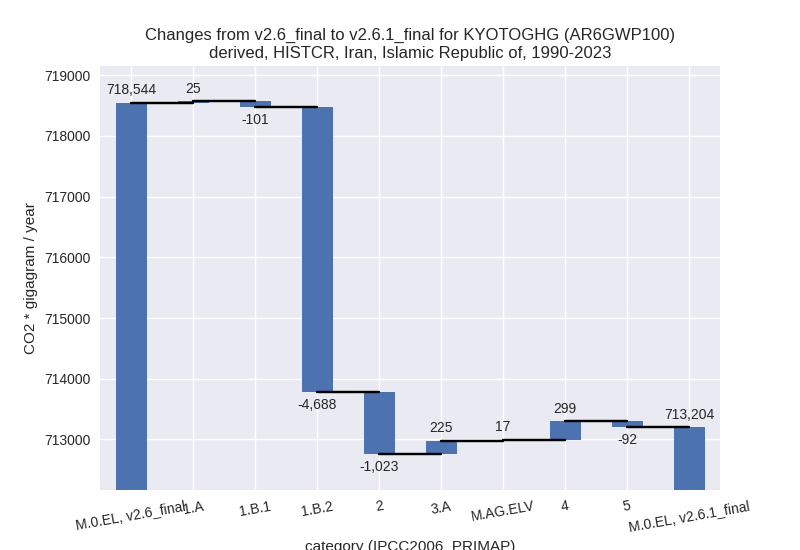 Changes from v2.6_final to v2.6.1_final for KYOTOGHG (AR6GWP100)
derived, HISTCR, Iran, Islamic Republic of, 1990-2023
CO2 * gigagram / year
719000
718000
717000
716000
715000
714000
713000
718,544
25
-101
-4,688
-1,023
225
17
299
-92
713,204
M.0.EL, v2.6_final
1.A
1.B.1
1.B.2
2
3.A
M.AG.ELV
4
5
M.0.EL, v2.6.1_final
category (IPCC2006_PRIMAP)